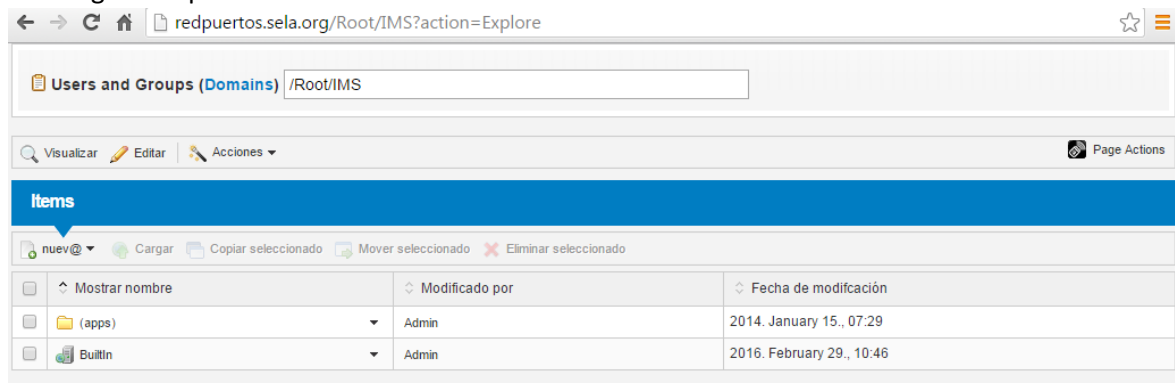 redpuertos.sela.org/Root/IMS?action=Explore
Users and Groups (Domains) /Root/IMS
Visualizar Editar Acciones Page Actions
Items
nuev@ Cargar Copiar seleccionado Mover seleccionado Eliminar seleccionado
Mostrar nombre Modificado por Fecha de modifcación
(apps) Admin 2014. January 15., 07:29
BuiltIn Admin 2016. February 29., 10:46